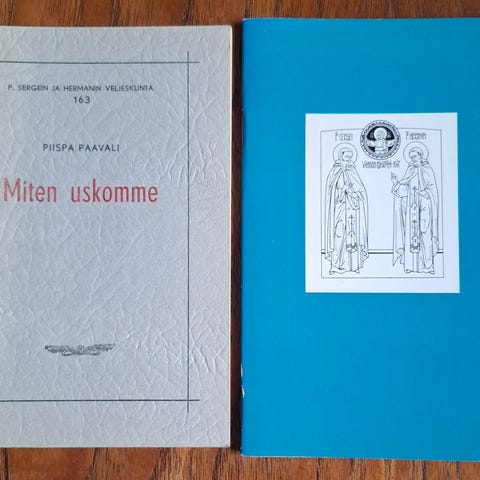 P. SERGEIN JA HERMANIN VELJESKUNTA
163
PIISPA PAAVALI
Miten uskomme